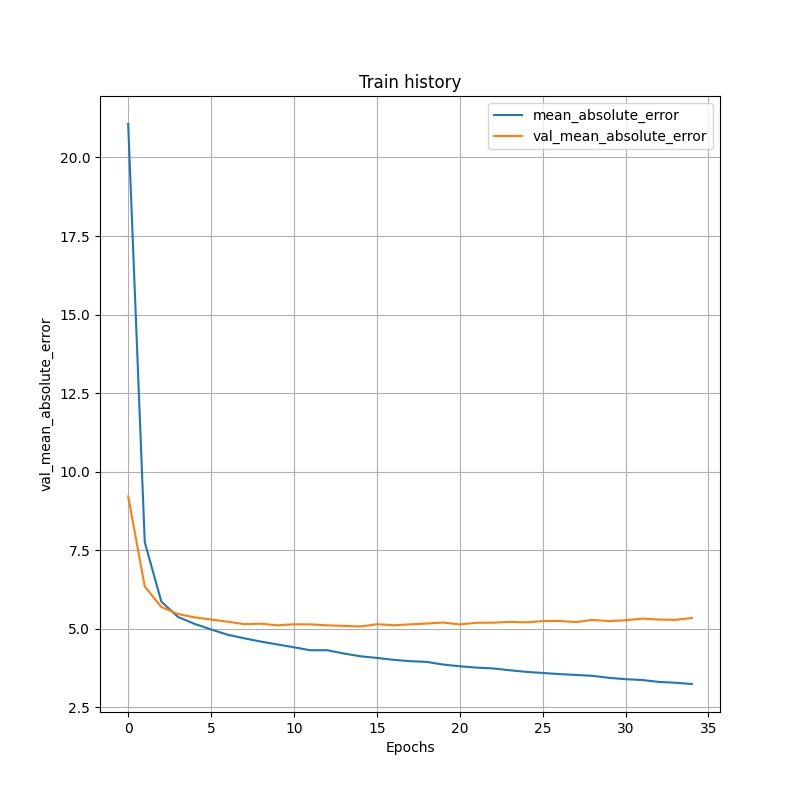 Train history
mean_absolute_error
val_mean_absolute_error
val_mean_absolute_error
20.0
17.5
15.0
12.5
10.0
7.5
5.0
2.5
0 5 10 15 20 25 30 35
Epochs